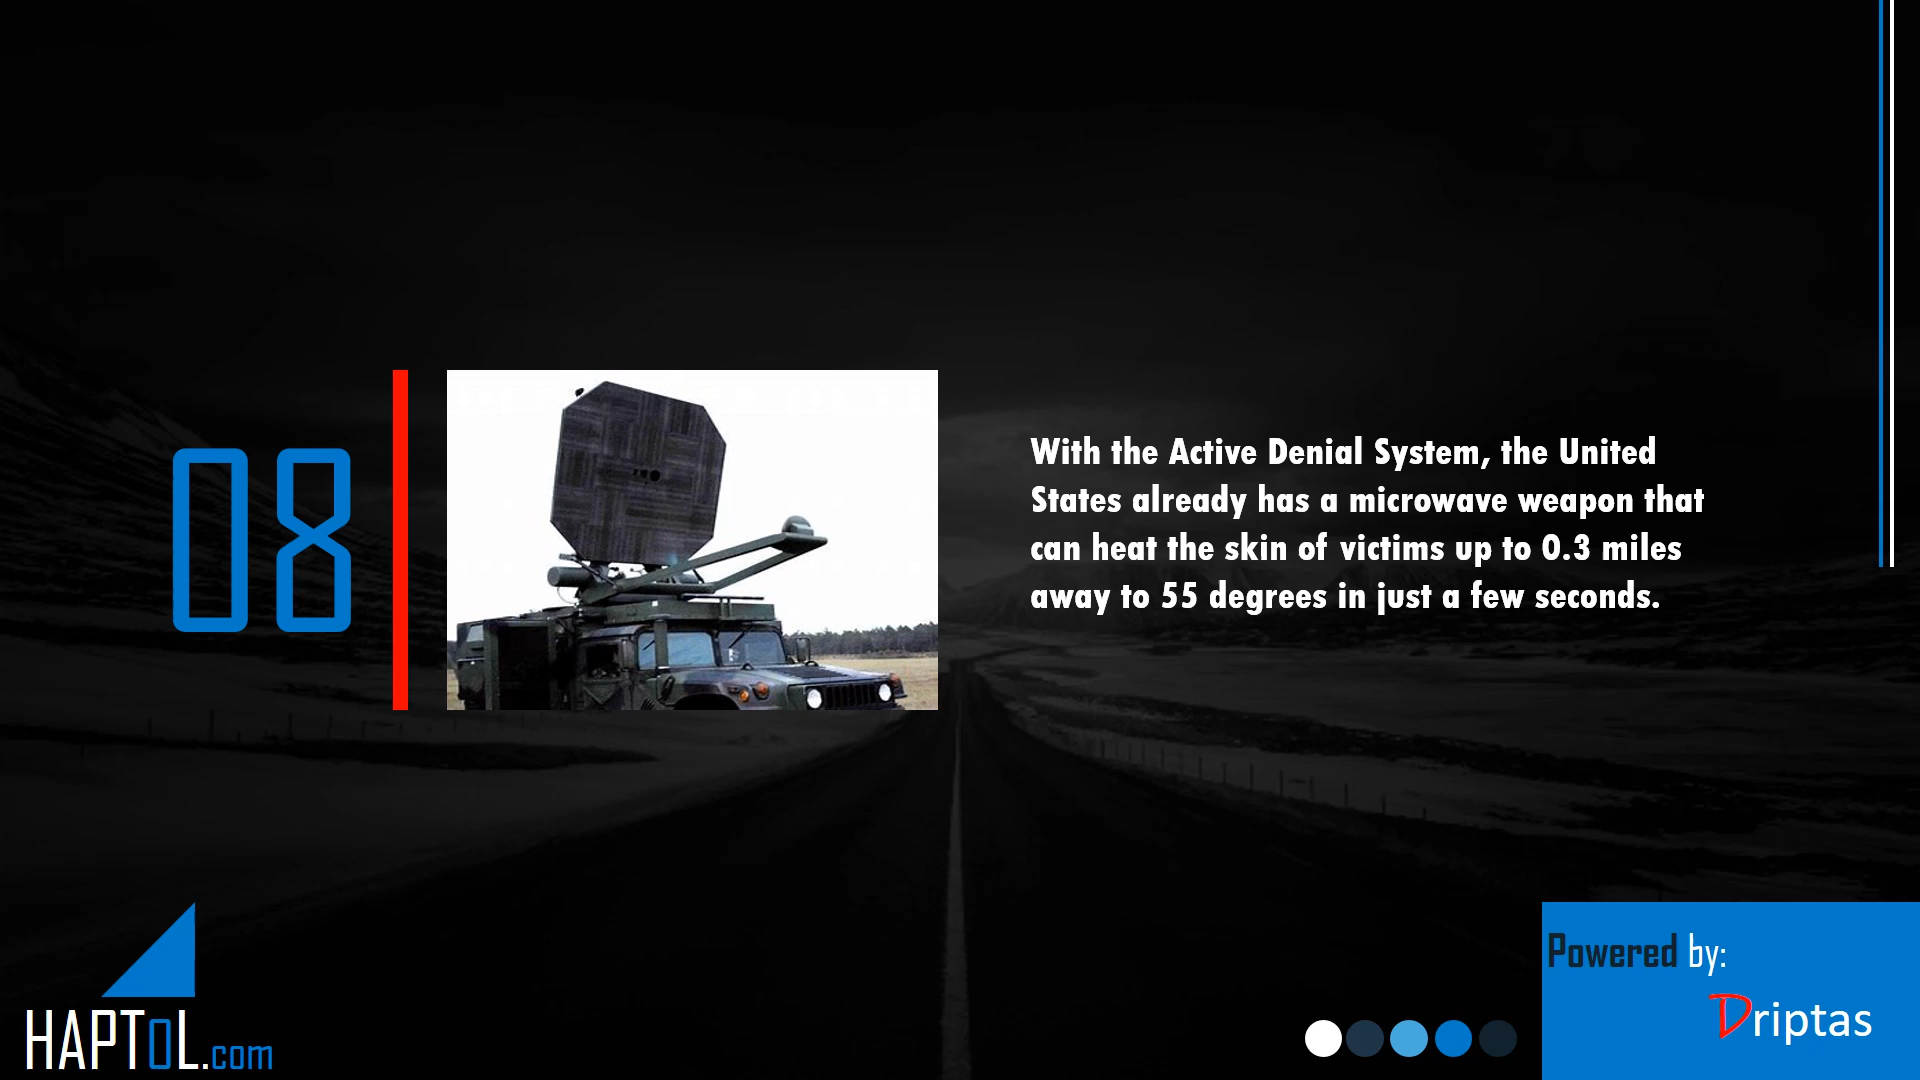 08
With the Active Denial System, the United
States already has a microwave weapon that
can heat the skin of victims up to 0.3 miles
away to 55 degrees in just a few seconds.
HAPTOL.com
Powered by:
Driptas